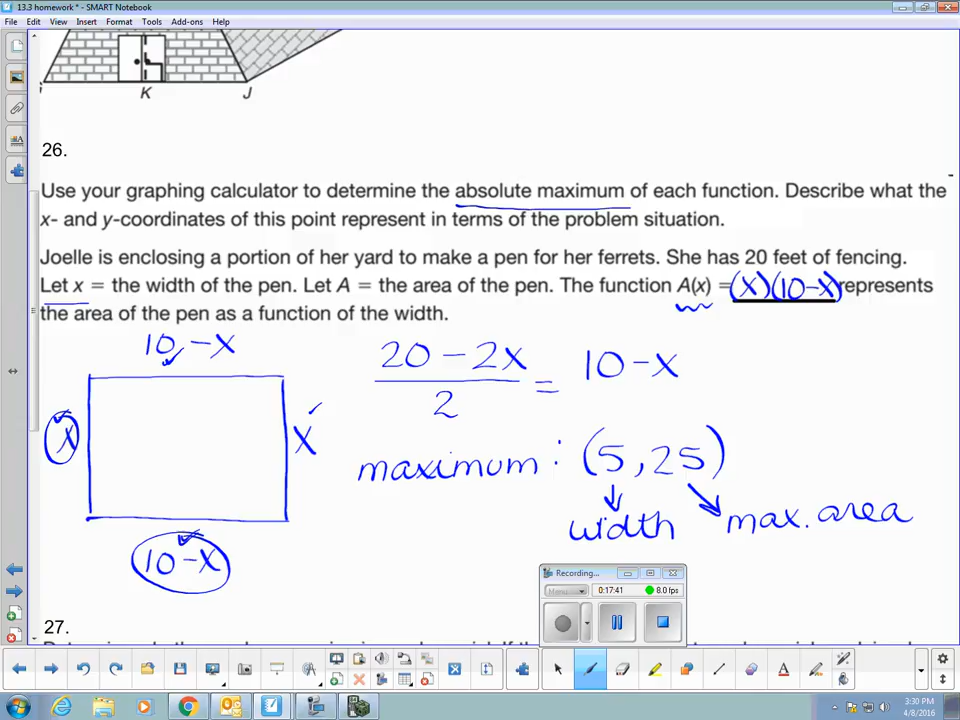 13.3 homework * - SMART Notebook
File Edit View Insert Format Tools Add-ons Help
K
J
26.
Use your graphing calculator to determine the absolute maximum of each function. Describe what the
x- and y-coordinates of this point represent in terms of the problem situation.
Joelle is enclosing a portion of her yard to make a pen for her ferrets. She has 20 feet of fencing.
Let x = the width of the pen. Let A = the area of the pen. The function A(x) = (x)(10-x) represents
the area of the pen as a function of the width.
10 - x
20 - 2x
2
= 10 - x
x
x
maximum : (5, 25)
width
max. area
10 - x
Recording...
Menu
0:17:41
8.0 fps
27.
3:30 PM
4/8/2016